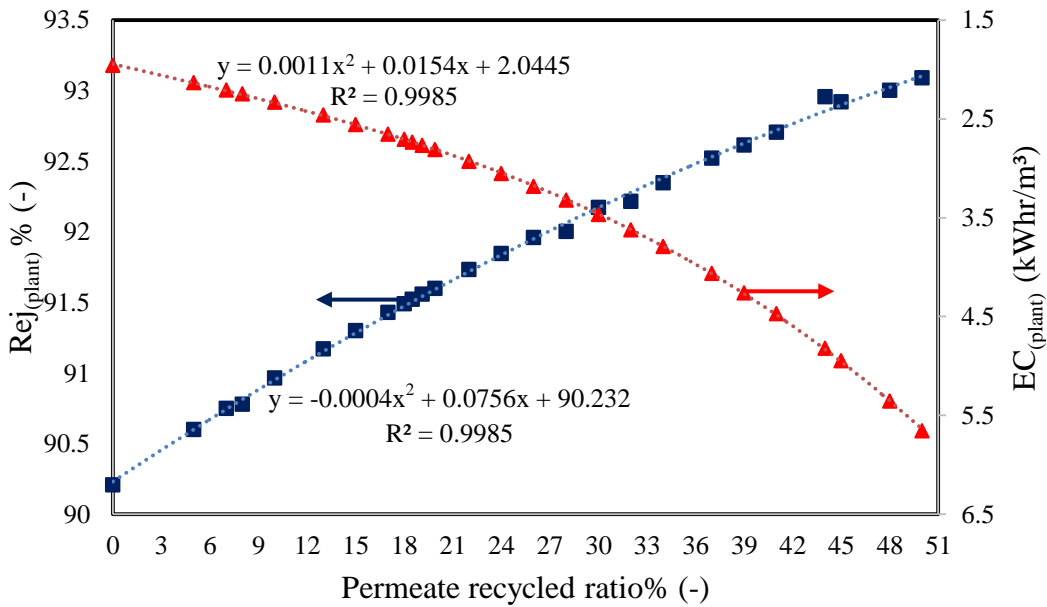 93.5
93
92.5
92
91.5
91
90.5
90
Rej(plant) % (-)
y = 0.0011x² + 0.0154x + 2.0445
R² = 0.9985
y = -0.0004x² + 0.0756x + 90.232
R² = 0.9985
1.5
2.5
3.5
4.5
5.5
6.5
EC(plant) (kWhr/m³)
0 3 6 9 12 15 18 21 24 27 30 33 36 39 42 45 48 51
Permeate recycled ratio% (-)